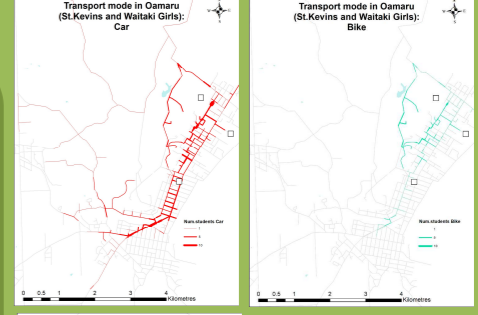 Transport mode in Oamaru
(St.Kevins and Waitaki Girls):
Car
Num.students Car
1
0 0.5 1 2 3 4
Kilometres
Transport mode in Oamaru
(St.Kevins and Waitaki Girls):
Bike
Num.students Bike
1
0 0.5 1 2 3 4
Kilometres